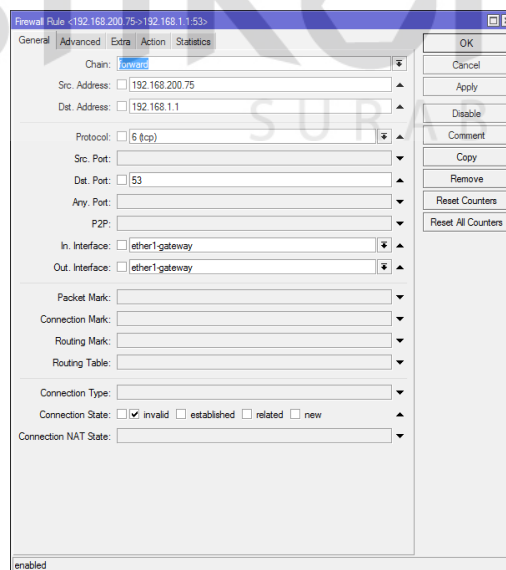 Firewall Rule <192.168.200.75>192.168.1.1:53>
General Advanced Extra Action Statistics
Chain: forward
Src. Address: 192.168.200.75
Dst. Address: 192.168.1.1
Protocol: 6 (tcp)
Src. Port:
Dst. Port: 53
Any. Port:
P2P:
In. Interface: ether1-gateway
Out. Interface: ether1-gateway
Packet Mark:
Connection Mark:
Routing Mark:
Routing Table:
Connection Type:
Connection State: invalid established related new
Connection NAT State:
enabled
OK
Cancel
Apply
Disable
Comment
Copy
Remove
Reset Counters
Reset All Counters
SURAB